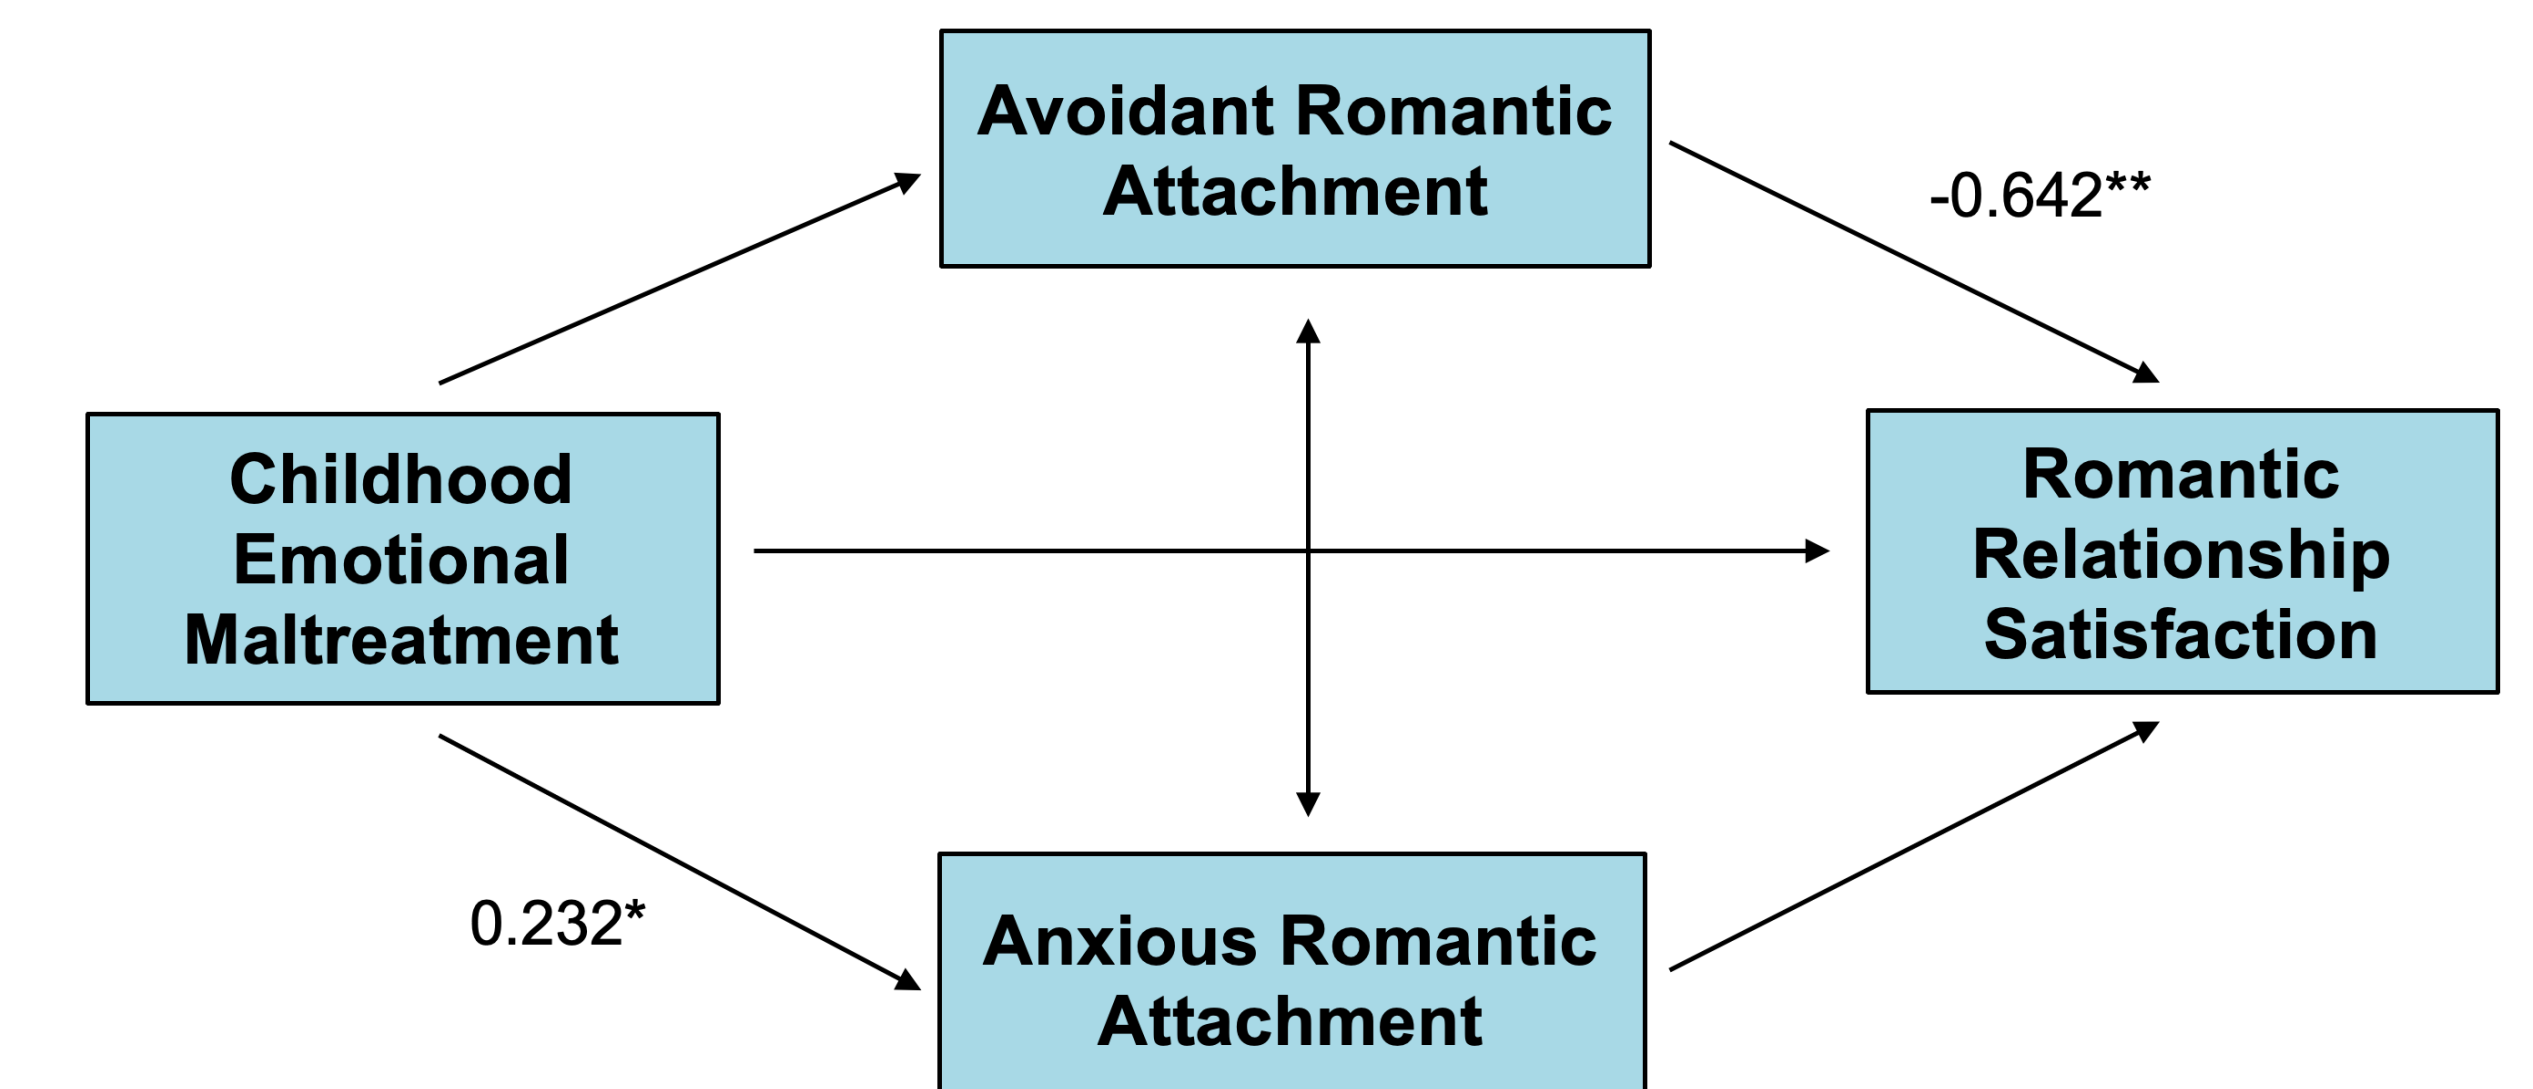 Avoidant Romantic
Attachment
-0.642**
Childhood
Emotional
Maltreatment
Romantic
Relationship
Satisfaction
0.232*
Anxious Romantic
Attachment